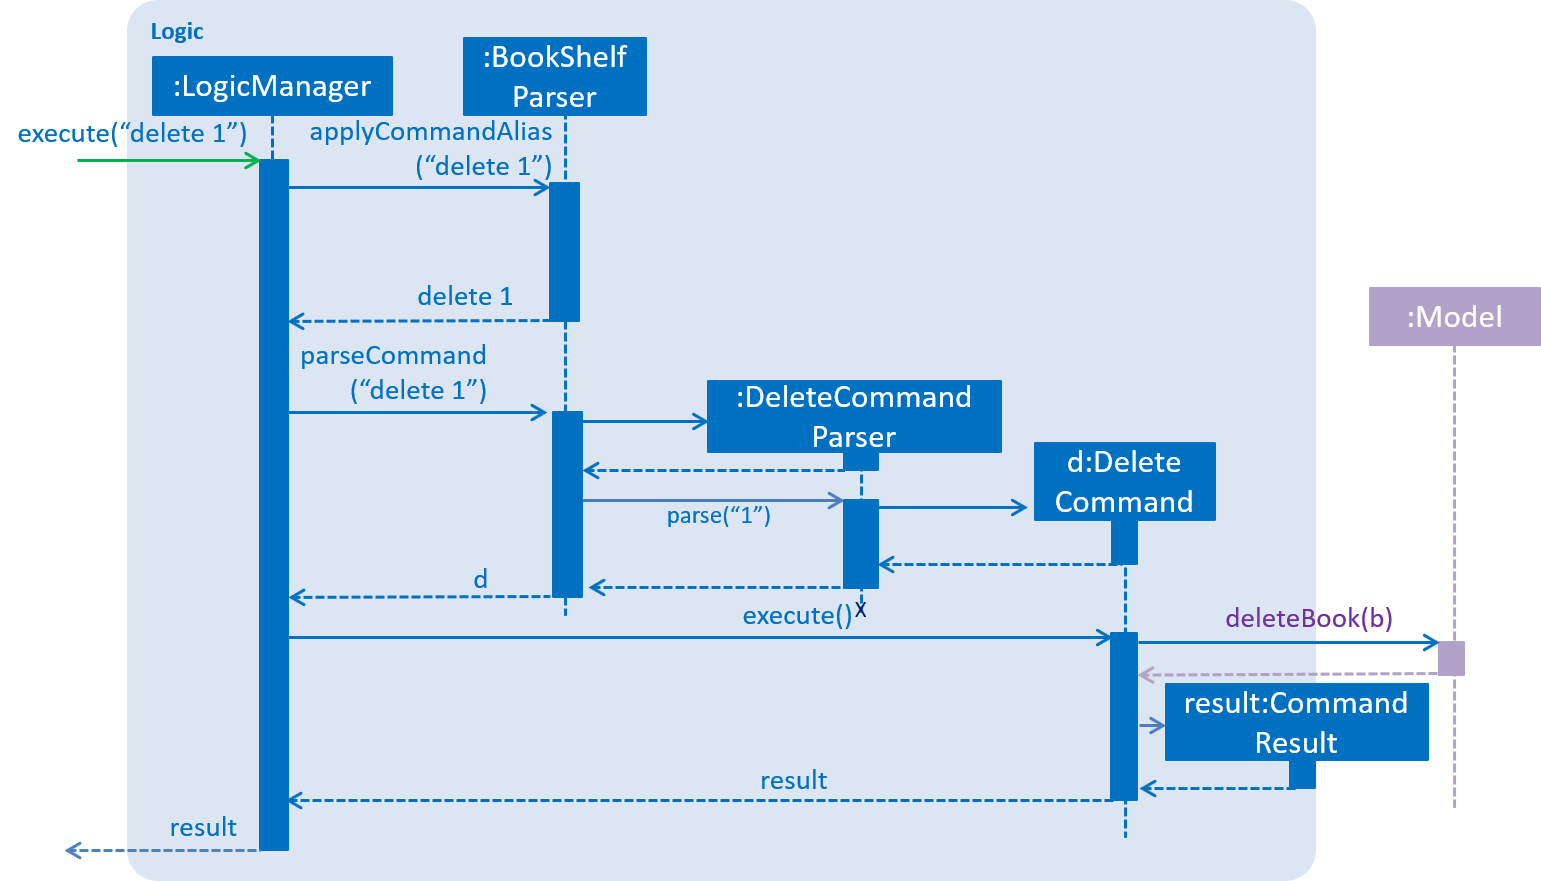 Logic
:LogicManager
:BookShelf
Parser
execute(“delete 1”)
applyCommandAlias
(“delete 1”)
delete 1
:Model
parseCommand
(“delete 1”)
:DeleteCommand
Parser
d:Delete
Command
parse(“1”)
d
execute()
X
deleteBook(b)
result:Command
Result
result
result